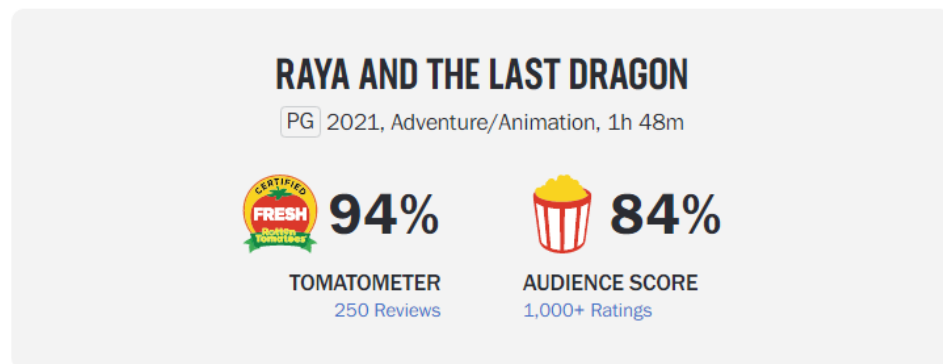 RAYA AND THE LAST DRAGON
PG 2021, Adventure/Animation, 1h 48m
CERTIFIED
FRESH
Rotten
Tomatoes
94%
84%
TOMATOMETER
AUDIENCE SCORE
250 Reviews
1,000+ Ratings